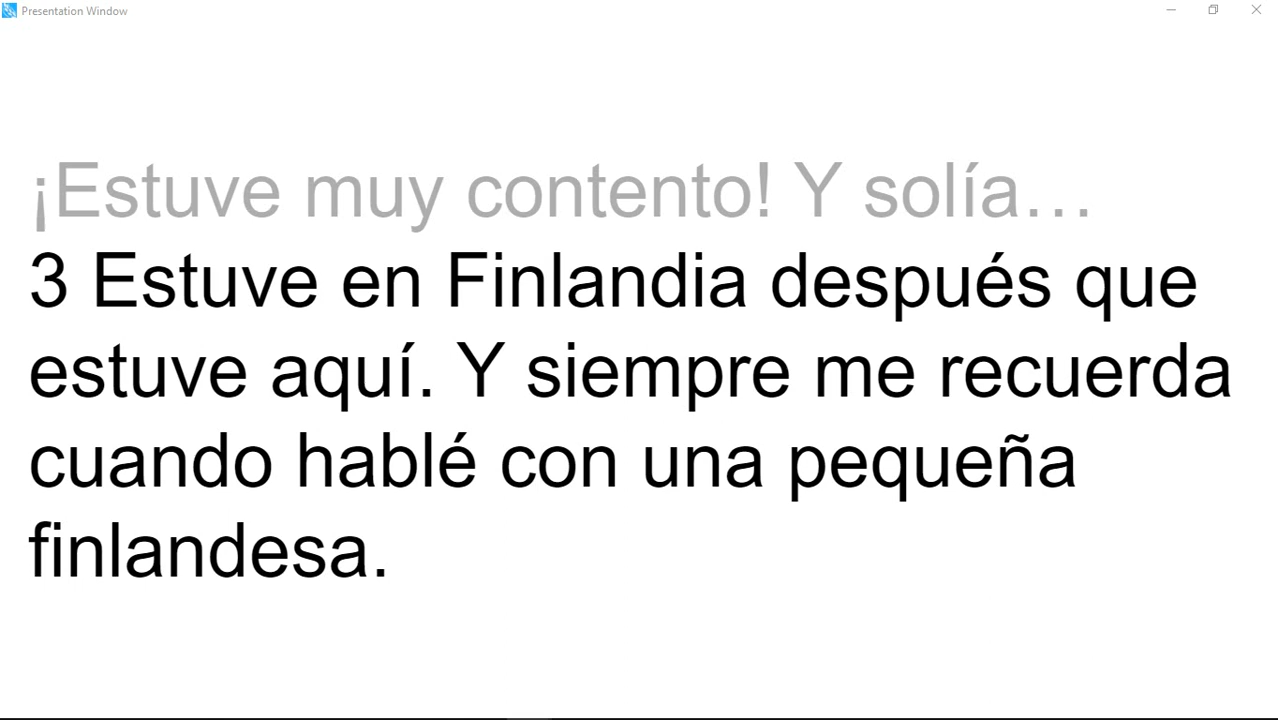 Presentation Window
¡Estuve muy contento! Y solía…
3 Estuve en Finlandia después que
estuve aquí. Y siempre me recuerda
cuando hablé con una pequeña
finlandesa.